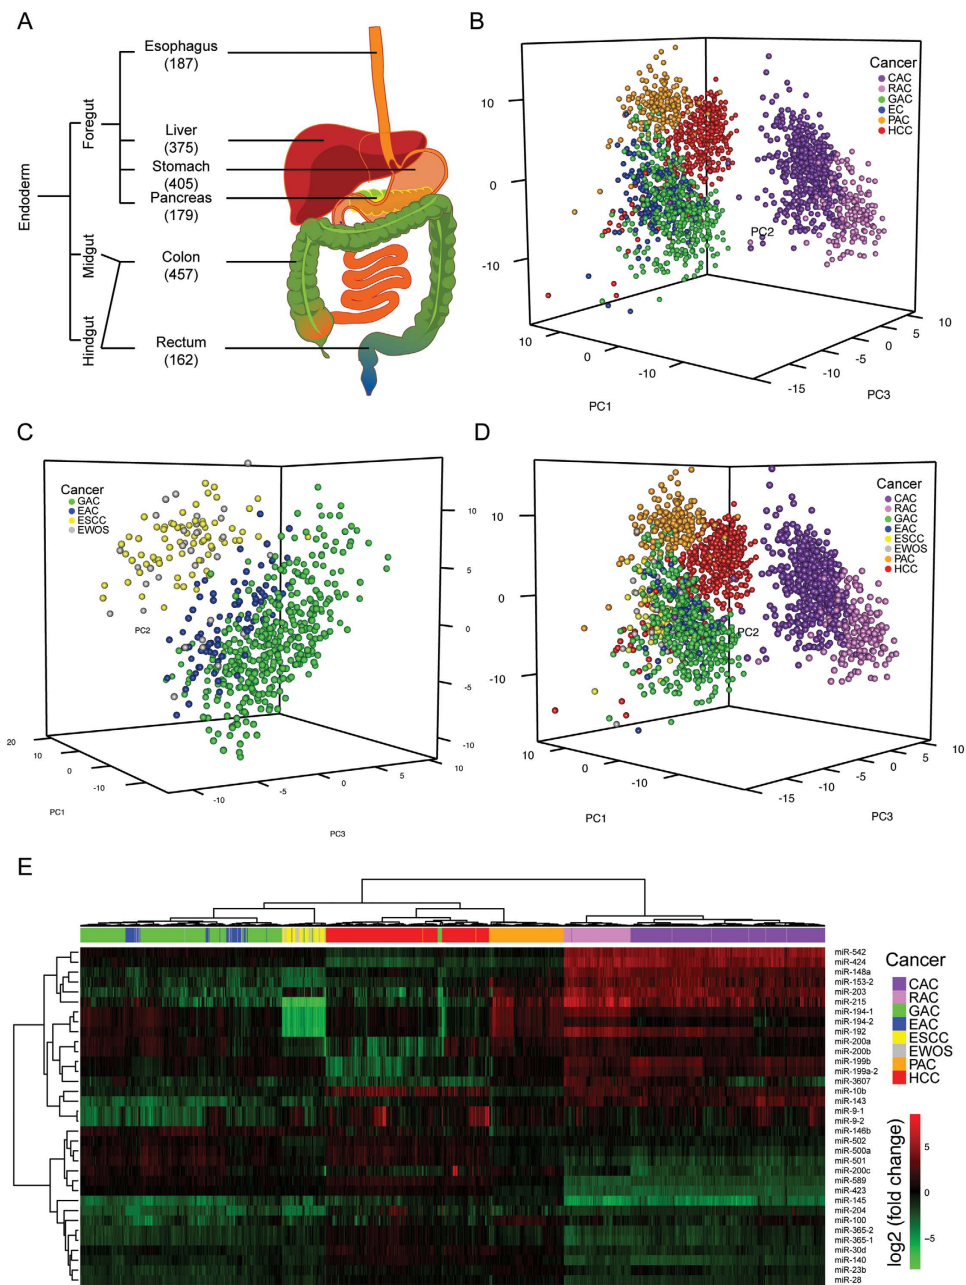 A
Esophagus
(187)
Liver
(375)
Stomach
(405)
Pancreas
(179)
Colon
(457)
Rectum
(162)
Endoderm
Foregut
Midgut
Hindgut
B
Cancer
CAC
RAC
GAC
EC
PAC
HCC
10
0
-10
PC2
10
0
-10
PC1
-15
-10
-5
0
5
10
PC3
C
Cancer
GAC
EAC
ESCC
EWOS
PC2
10
5
0
-5
-10
20
10
0
-10
PC1
-10
-5
0
5
10
PC3
D
Cancer
CAC
RAC
GAC
EAC
ESCC
EWOS
PAC
HCC
10
0
-10
PC2
10
0
-10
PC1
-15
-10
-5
0
5
10
PC3
E
miR-542
miR-424
miR-148a
miR-153-2
miR-203
miR-215
miR-194-1
miR-194-2
miR-192
miR-200a
miR-200b
miR-199b
miR-199a-2
miR-3607
miR-10b
miR-143
miR-9-1
miR-9-2
miR-146b
miR-502
miR-500a
miR-501
miR-200c
miR-589
miR-423
miR-145
miR-204
miR-100
miR-365-2
miR-365-1
miR-30d
miR-140
miR-23b
miR-28
Cancer
CAC
RAC
GAC
EAC
ESCC
EWOS
PAC
HCC
log2 (fold change)
5
0
−5